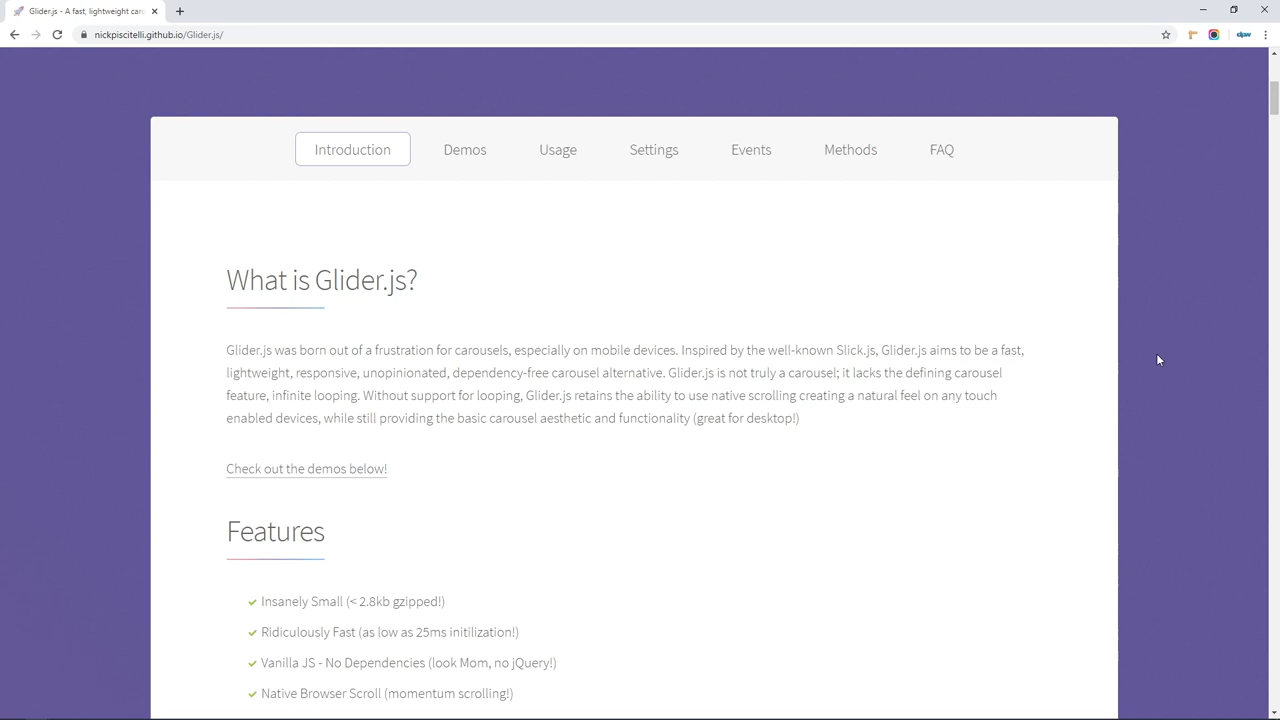 Glider.js - A fast, lightweight caro
nickpiscitelli.github.io/Glider.js/
dpw
Introduction
Demos
Usage
Settings
Events
Methods
FAQ
What is Glider.js?
Glider.js was born out of a frustration for carousels, especially on mobile devices. Inspired by the well-known Slick.js, Glider.js aims to be a fast,
lightweight, responsive, unopinionated, dependency-free carousel alternative. Glider.js is not truly a carousel; it lacks the defining carousel
feature, infinite looping. Without support for looping, Glider.js retains the ability to use native scrolling creating a natural feel on any touch
enabled devices, while still providing the basic carousel aesthetic and functionality (great for desktop!)
Check out the demos below!
Features
Insanely Small (< 2.8kb gzipped!)
Ridiculously Fast (as low as 25ms initilization!)
Vanilla JS - No Dependencies (look Mom, no jQuery!)
Native Browser Scroll (momentum scrolling!)